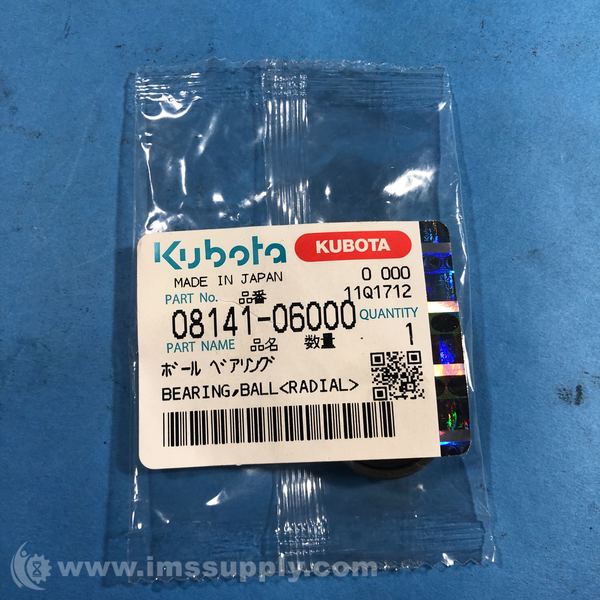 Kubota KUBOTA
MADE IN JAPAN 0 000
PART No. 品番 11Q1712
08141-06000 QUANTITY
PART NAME 品名 数量 1
ボール ベアリング
BEARING,BALL<RADIAL>
www.imssupply.com